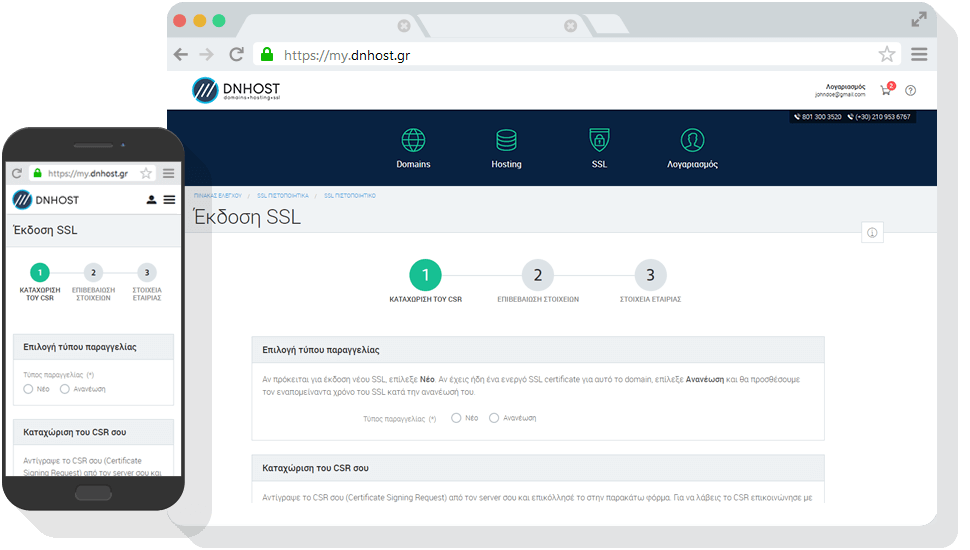 https://my.dnhost.gr
DNHOST
domains•hosting•ssl
Λογαριασμός
johndoe@gmail.com
2
801 300 3520 (+30) 210 953 6767
Domains Hosting SSL Λογαριασμός
ΠΙΝΑΚΑΣ ΕΛΕΓΧΟΥ / SSL ΠΙΣΤΟΠΟΙΗΤΙΚΑ / SSL ΠΙΣΤΟΠΟΙΗΤΙΚΟ
Έκδοση SSL
1 2 3
ΚΑΤΑΧΩΡΙΣΗ ΤΟΥ CSR ΕΠΙΒΕΒΑΙΩΣΗ ΣΤΟΙΧΕΙΩΝ ΣΤΟΙΧΕΙΑ ΕΤΑΙΡΙΑΣ
Επιλογή τύπου παραγγελίας
Αν πρόκειται για έκδοση νέου SSL, επίλεξε Νέο. Αν έχεις ήδη ένα ενεργό SSL certificate για αυτό το domain, επίλεξε Ανανέωση και θα προσθέσουμε
τον εναπομείναντα χρόνο του SSL κατά την ανανέωσή του
Τύπος παραγγελίας (*) Νέο Ανανέωση
Καταχώριση του CSR σου
Αντίγραψε το CSR σου (Certificate Signing Request) από τον server σου και επικόλλησέ το στην παρακάτω φόρμα. Για να λάβεις το CSR επικοινώνησε με
https://my.dnhost.gr
DNHOST
Έκδοση SSL
1 2 3
ΚΑΤΑΧΩΡΙΣΗ ΕΠΙΒΕΒΑΙΩΣΗ ΣΤΟΙΧΕΙΑ
ΤΟΥ CSR ΣΤΟΙΧΕΙΩΝ ΕΤΑΙΡΙΑΣ
Επιλογή τύπου παραγγελίας
Τύπος παραγγελίας (*)
Νέο Ανανέωση
Καταχώριση του CSR σου
Αντίγραψε το CSR σου (Certificate
Signing Request) από τον server σου και